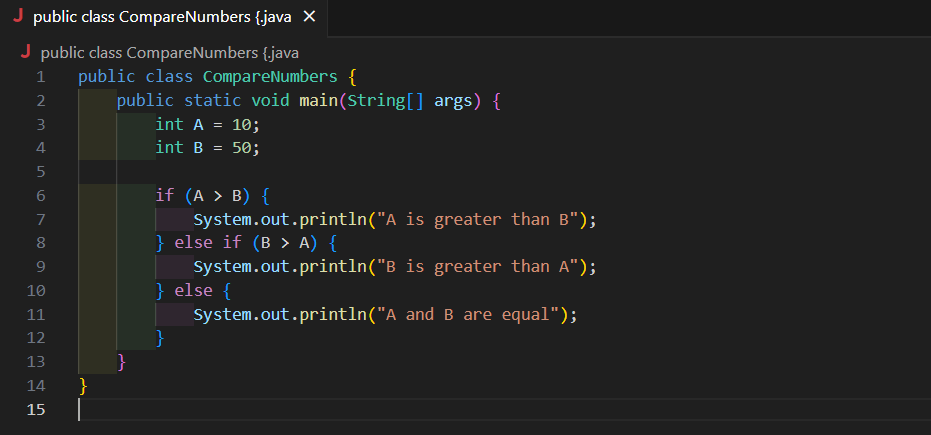 public class CompareNumbers {.java
public class CompareNumbers {.java
1 public class CompareNumbers {
2     public static void main(String[] args) {
3         int A = 10;
4         int B = 50;
5
6         if (A > B) {
7             System.out.println("A is greater than B");
8         } else if (B > A) {
9             System.out.println("B is greater than A");
10         } else {
11             System.out.println("A and B are equal");
12         }
13     }
14 }
15